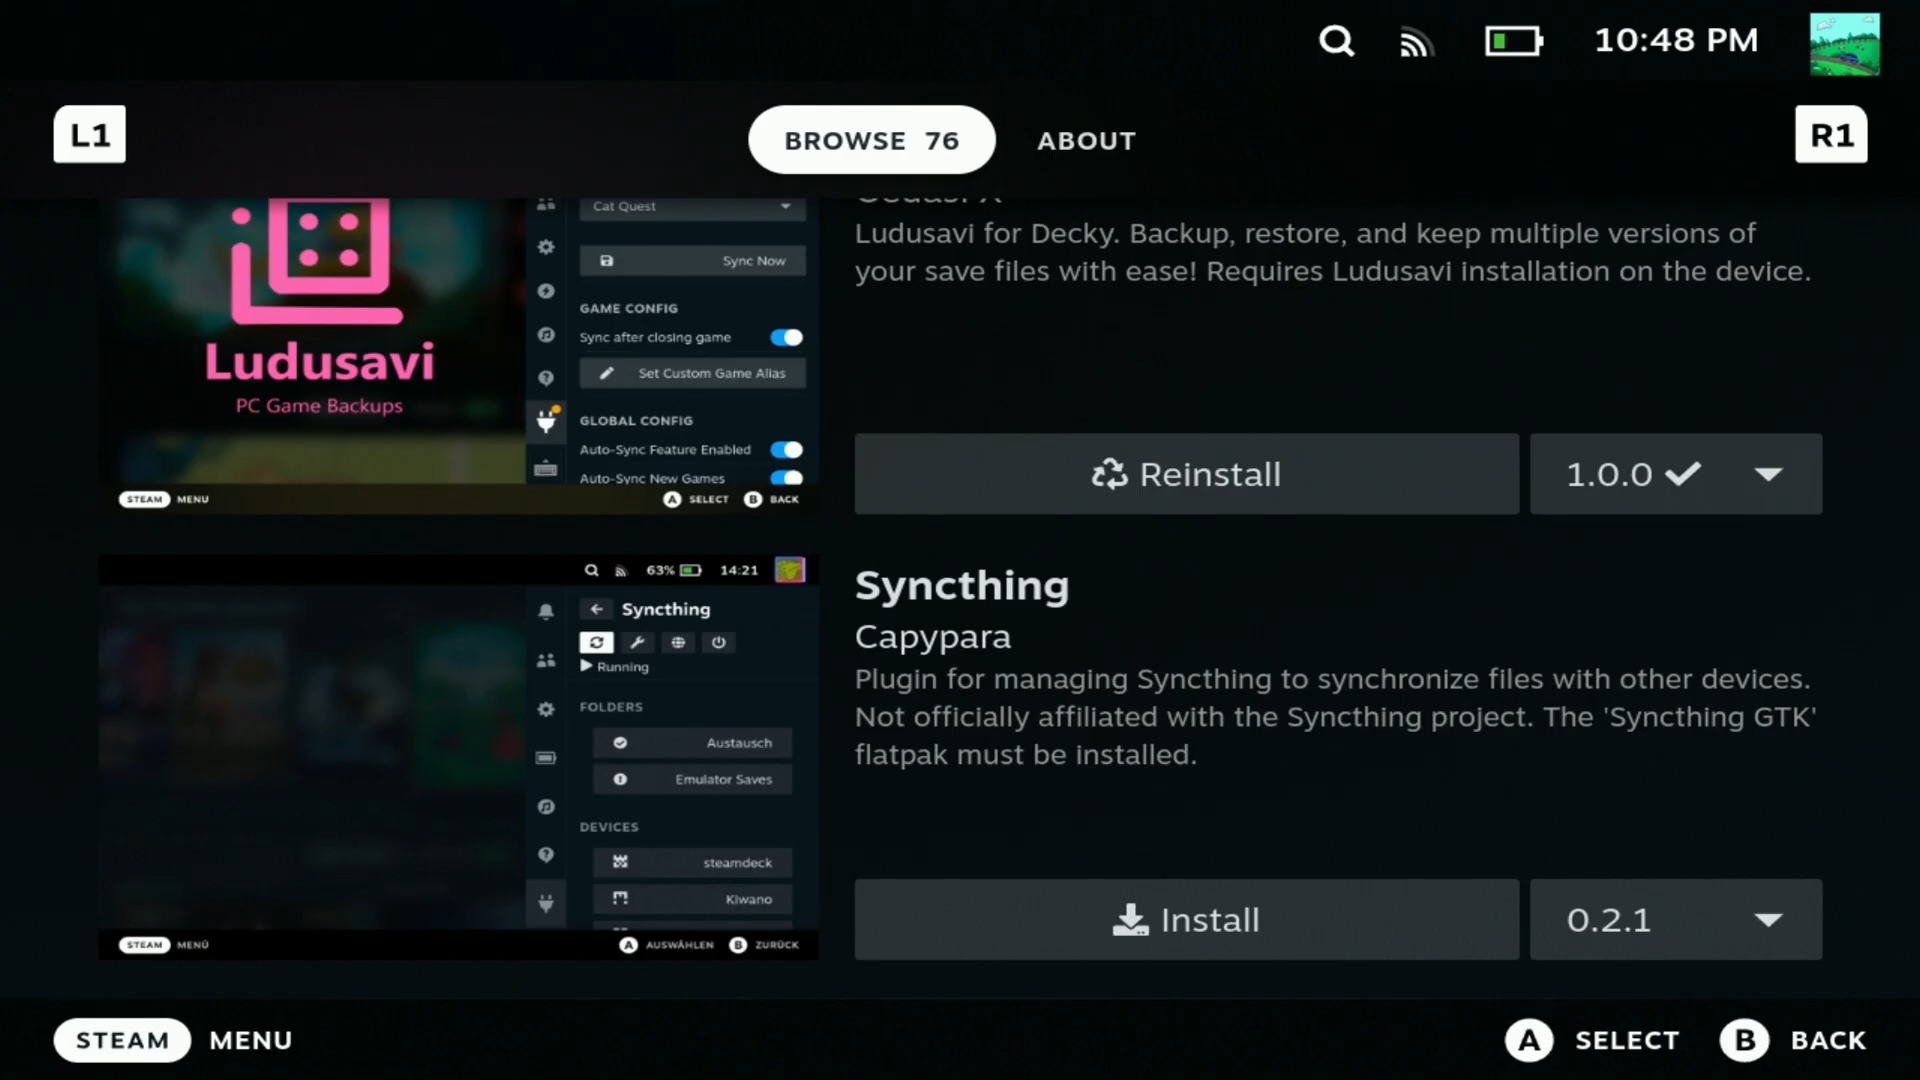 10:48 PM
L1
BROWSE 76
ABOUT
R1
Ludusavi
PC Game Backups
Cat Quest
Sync Now
GAME CONFIG
Sync after closing game
Set Custom Game Alias
GLOBAL CONFIG
Auto-Sync Feature Enabled
Auto-Sync New Games
STEAM MENU
A SELECT B BACK
Ludusavi for Decky. Backup, restore, and keep multiple versions of
your save files with ease! Requires Ludusavi installation on the device.
Reinstall
1.0.0
63%
14:21
Syncthing
Running
FOLDERS
Austausch
Emulator Saves
DEVICES
steamdeck
Kiwano
STEAM MENÜ
A AUSWÄHLEN B ZURÜCK
Syncthing
Capypara
Plugin for managing Syncthing to synchronize files with other devices.
Not officially affiliated with the Syncthing project. The 'Syncthing GTK'
flatpak must be installed.
Install
0.2.1
STEAM MENU
A SELECT B BACK